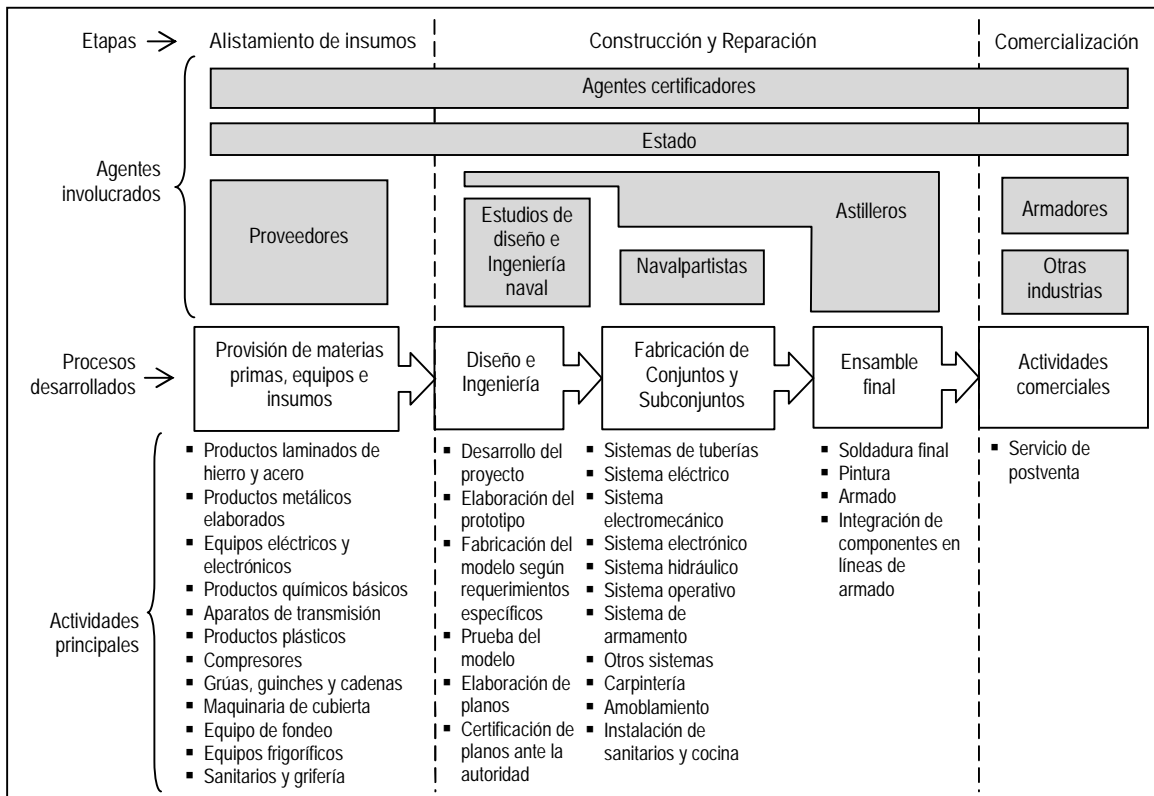 Etapas
Alistamiento de insumos
Construcción y Reparación
Comercialización
Agentes
involucrados
Agentes certificadores
Estado
Proveedores
Estudios de
diseño e
Ingeniería
naval
Navalpartistas
Astilleros
Armadores
Otras
industrias
Procesos
desarrollados
Provisión de materias
primas, equipos e
insumos
Diseño e
Ingeniería
Fabricación de
Conjuntos y
Subconjuntos
Ensamble
final
Actividades
comerciales
Actividades
principales
▪ Productos laminados de
hierro y acero
▪ Productos metálicos
elaborados
▪ Equipos eléctricos y
electrónicos
▪ Productos químicos básicos
▪ Aparatos de transmisión
▪ Productos plásticos
▪ Compresores
▪ Grúas, guinches y cadenas
▪ Maquinaria de cubierta
▪ Equipo de fondeo
▪ Equipos frigoríficos
▪ Sanitarios y grifería
▪ Desarrollo del
proyecto
▪ Elaboración del
prototipo
▪ Fabricación del
modelo según
requerimientos
específicos
▪ Prueba del
modelo
▪ Elaboración de
planos
▪ Certificación de
planos ante la
autoridad
▪ Sistemas de tuberías
▪ Sistema eléctrico
▪ Sistema
electromecánico
▪ Sistema electrónico
▪ Sistema hidráulico
▪ Sistema operativo
▪ Sistema de
armamento
▪ Otros sistemas
▪ Carpintería
▪ Amoblamiento
▪ Instalación de
sanitarios y cocina
▪ Soldadura final
▪ Pintura
▪ Armado
▪ Integración de
componentes en
líneas de
armado
▪ Servicio de
postventa